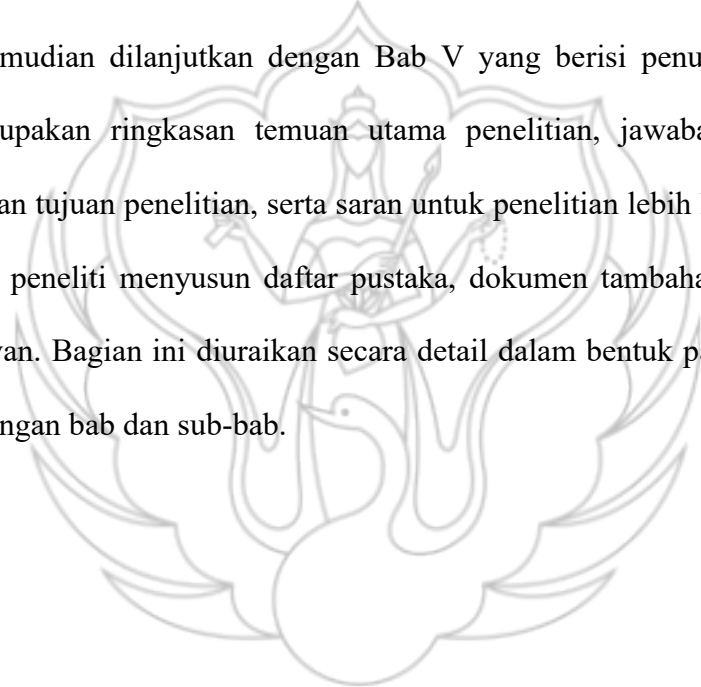 mudian dilanjutkan dengan Bab V yang berisi penu
upakan ringkasan temuan utama penelitian, jawaba
an tujuan penelitian, serta saran untuk penelitian lebih
peneliti menyusun daftar pustaka, dokumen tambaha
an. Bagian ini diuraikan secara detail dalam bentuk pa
ngan bab dan sub-bab.